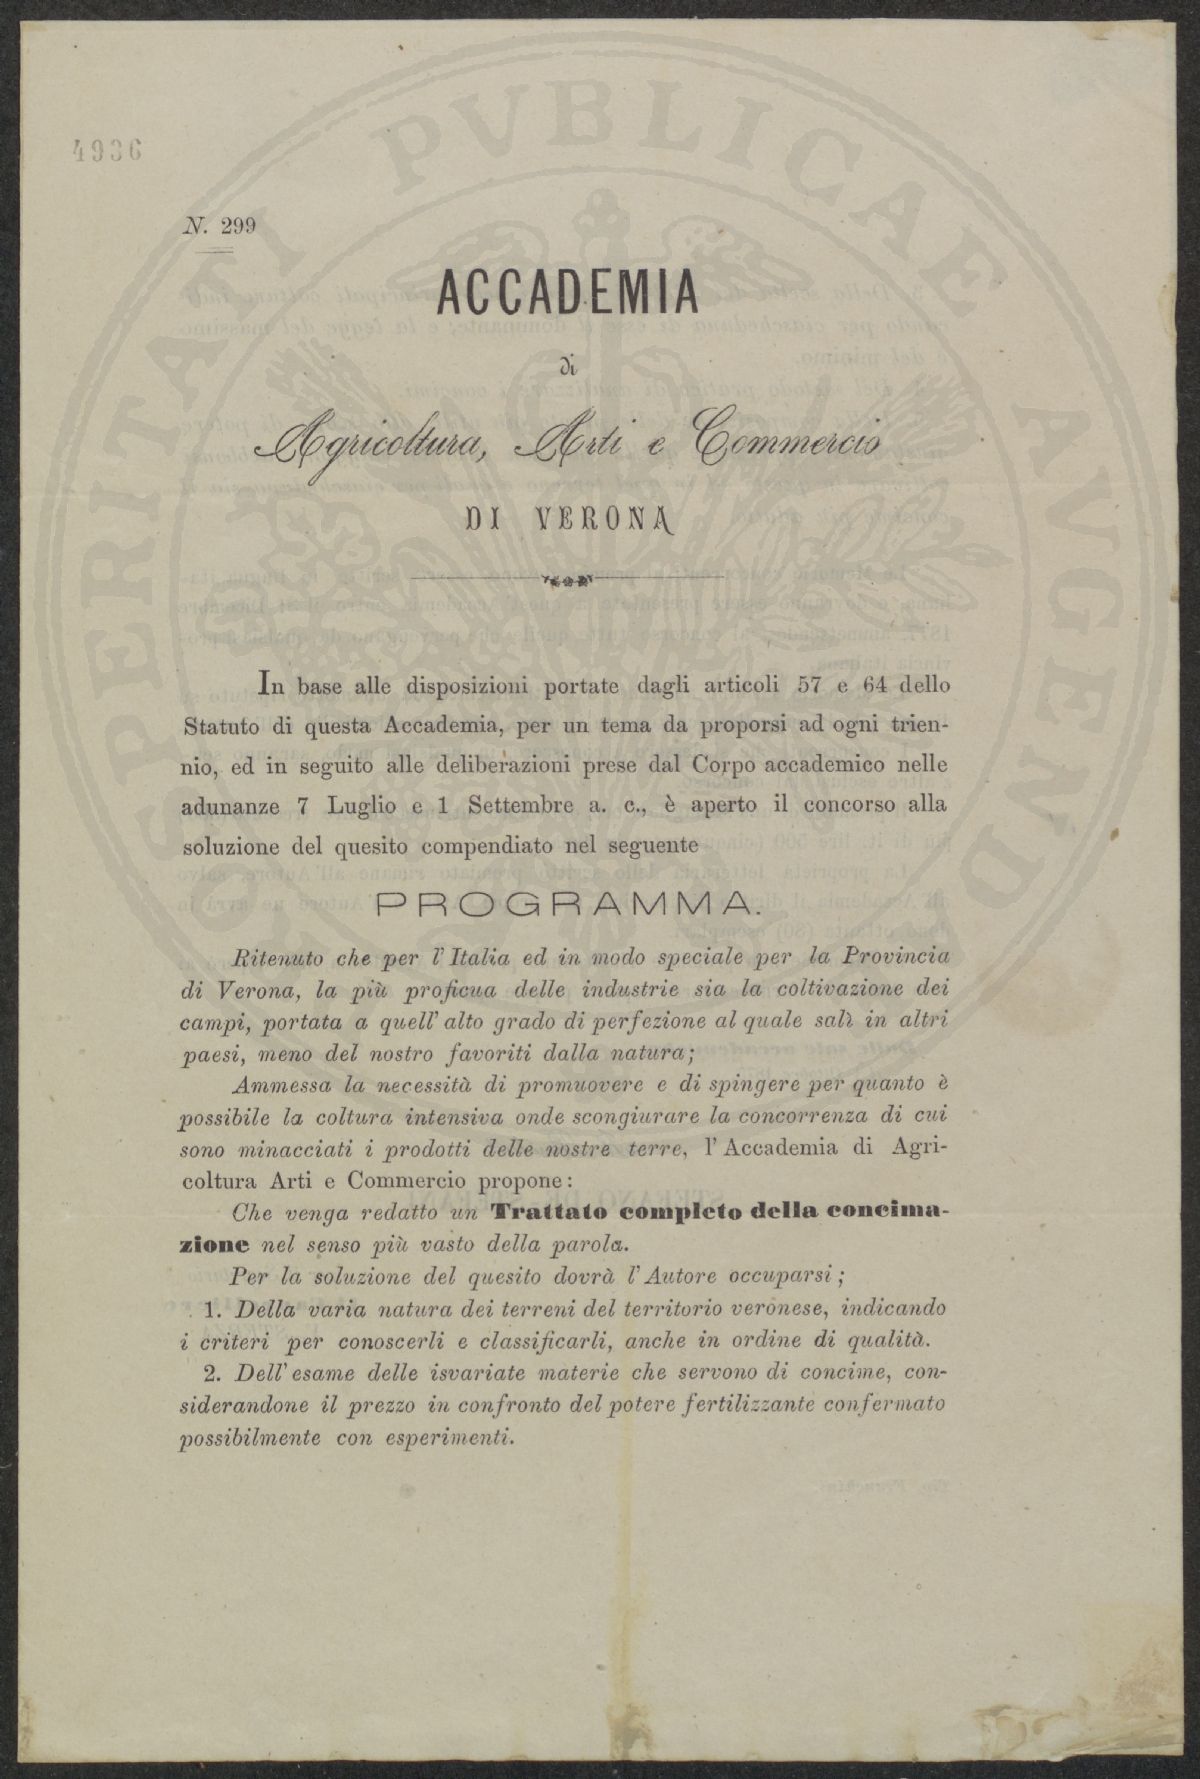 4936
N. 299
ACCADEMIA
di
Agricoltura, Arti e Commercio
DI VERONA
In base alle disposizioni portate dagli articoli 57 e 64 dello
Statuto di questa Accademia, per un tema da proporsi ad ogni trien-
nio, ed in seguito alle deliberazioni prese dal Corpo accademico nelle
adunanze 7 Luglio e 1 Settembre a. c., è aperto il concorso alla
soluzione del quesito compendiato nel seguente
PROGRAMMA.
Ritenuto che per l'Italia ed in modo speciale per la Provincia
di Verona, la più proficua delle industrie sia la coltivazione dei
campi, portata a quell'alto grado di perfezione al quale salì in altri
paesi, meno del nostro favoriti dalla natura;
Ammessa la necessità di promuovere e di spingere per quanto è
possibile la coltura intensiva onde scongiurare la concorrenza di cui
sono minacciati i prodotti delle nostre terre, l'Accademia di Agri-
coltura Arti e Commercio propone:
Che venga redatto un Trattato completo della concima-
zione nel senso più vasto della parola.
Per la soluzione del quesito dovrà l'Autore occuparsi;
1. Della varia natura dei terreni del territorio veronese, indicando
i criteri per conoscerli e classificarli, anche in ordine di qualità.
2. Dell'esame delle isvariate materie che servono di concime, con-
siderandone il prezzo in confronto del potere fertilizzante confermato
possibilmente con esperimenti.
PROSPERITATI PVBLICAE AVGENDAE